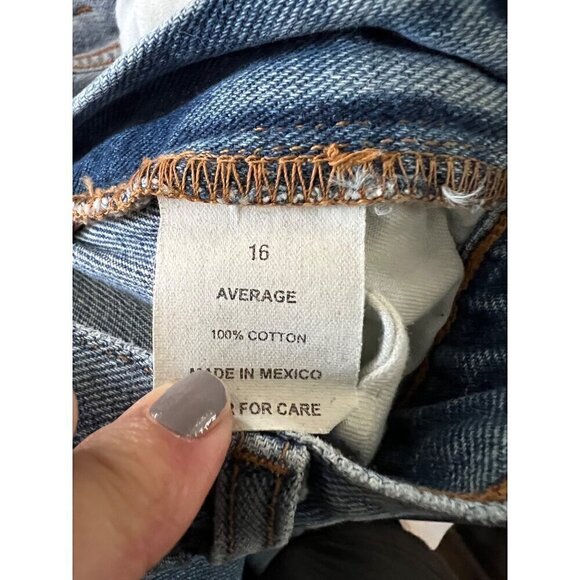 16
AVERAGE
100% COTTON
MADE IN MEXICO
FOR CARE